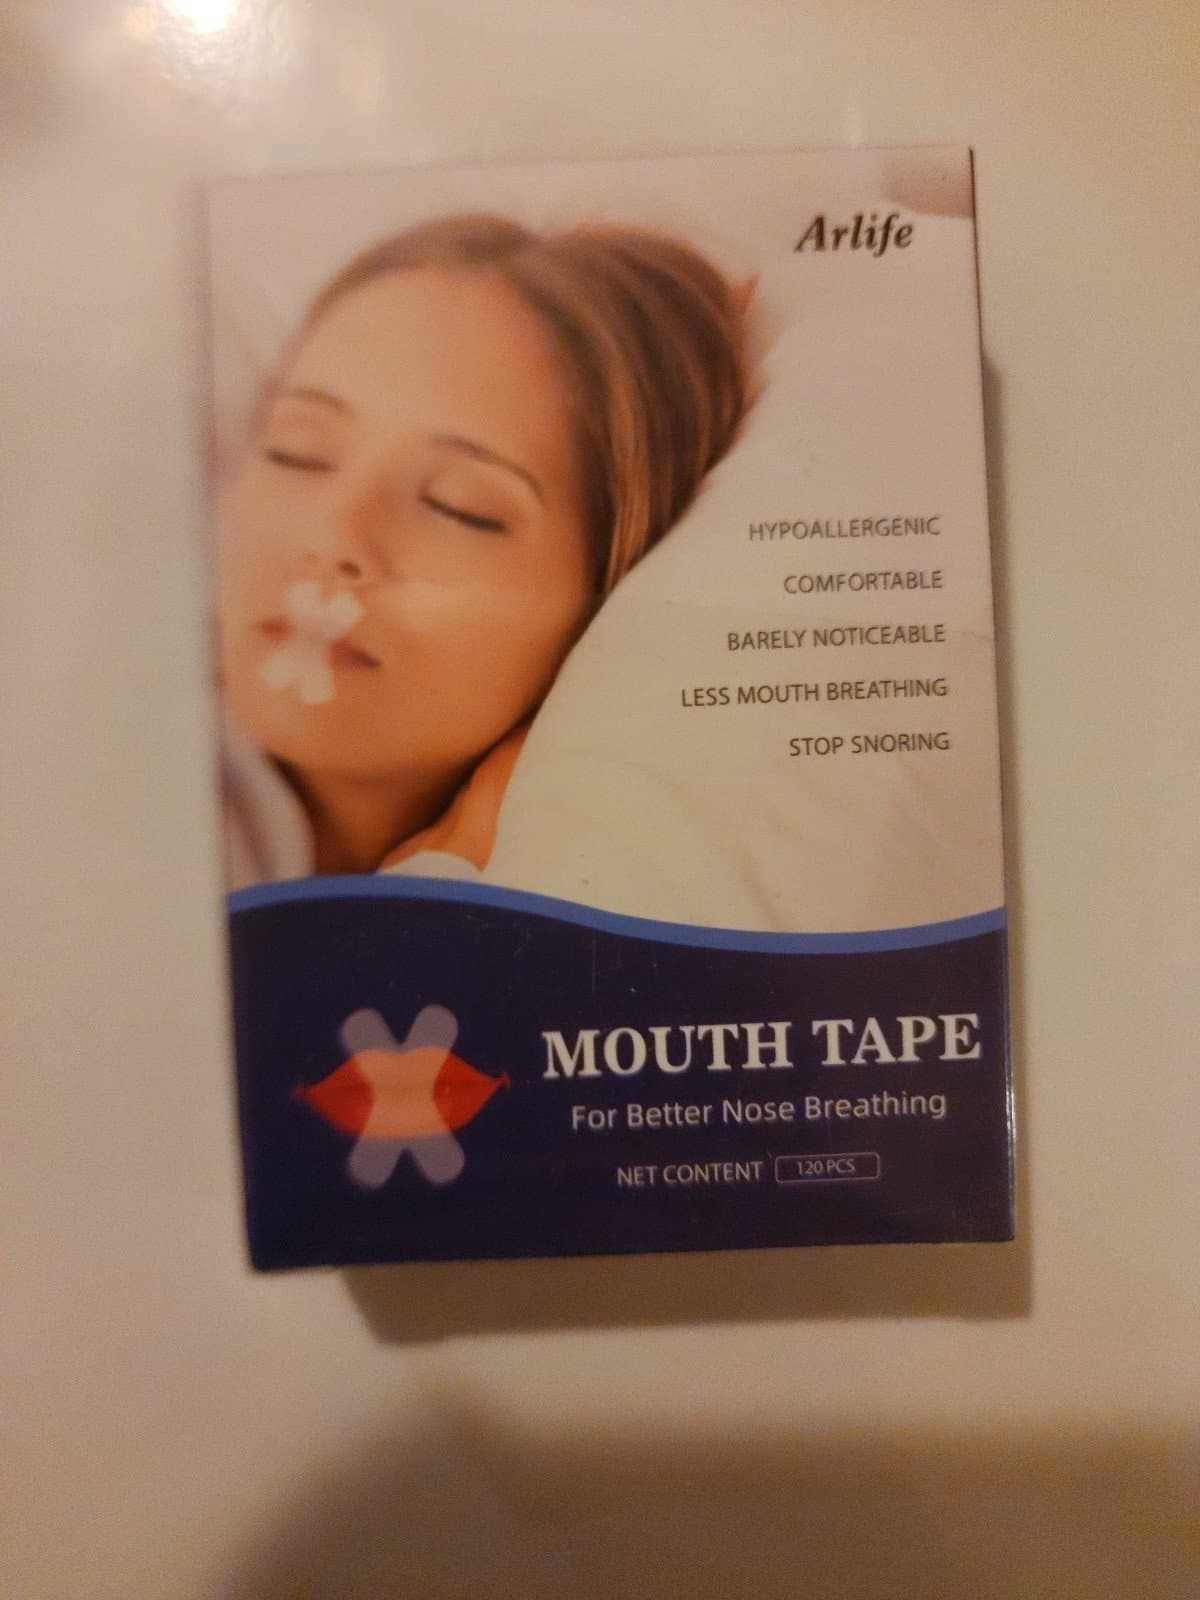 Arlife
HYPOALLERGENIC
COMFORTABLE
BARELY NOTICEABLE
LESS MOUTH BREATHING
STOP SNORING
MOUTH TAPE
For Better Nose Breathing
NET CONTENT 120 PCS